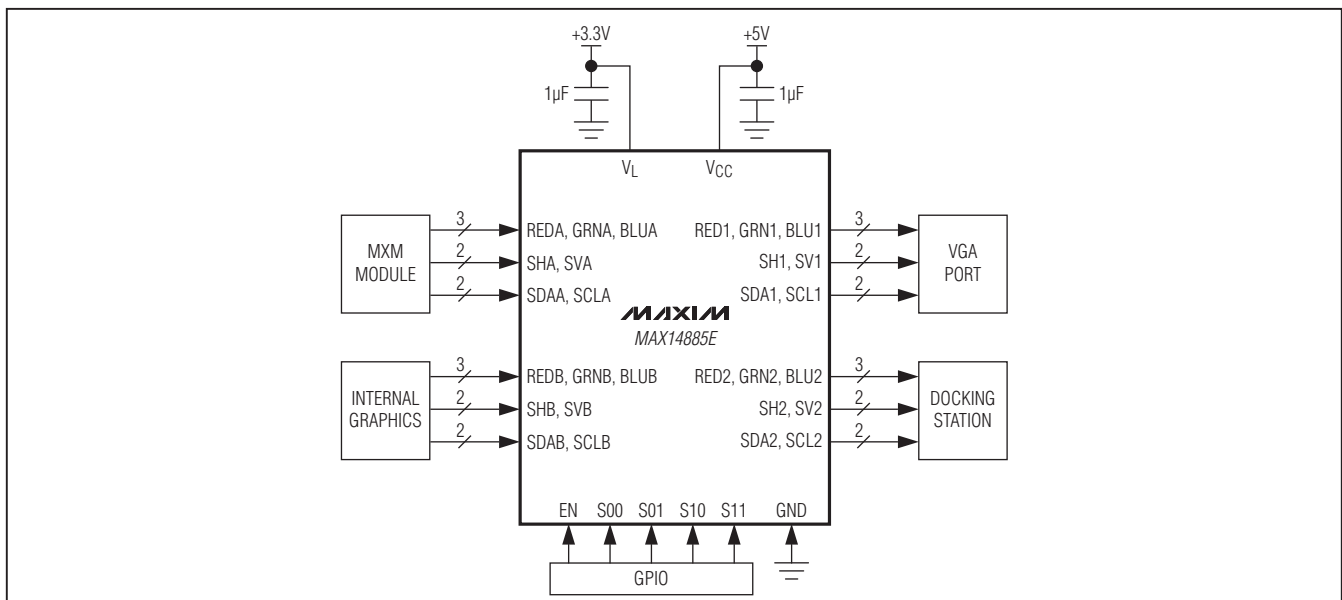 +3.3V
+5V
1µF
1µF
VL
VCC
MXM
MODULE
3
REDA, GRNA, BLUA
2
SHA, SVA
2
SDAA, SCLA
RED1, GRN1, BLU1
3
SH1, SV1
2
SDA1, SCL1
2
VGA
PORT
MAXIM
MAX14885E
INTERNAL
GRAPHICS
3
REDB, GRNB, BLUB
2
SHB, SVB
2
SDAB, SCLB
RED2, GRN2, BLU2
3
SH2, SV2
2
SDA2, SCL2
2
DOCKING
STATION
EN S00 S01 S10 S11 GND
GPIO